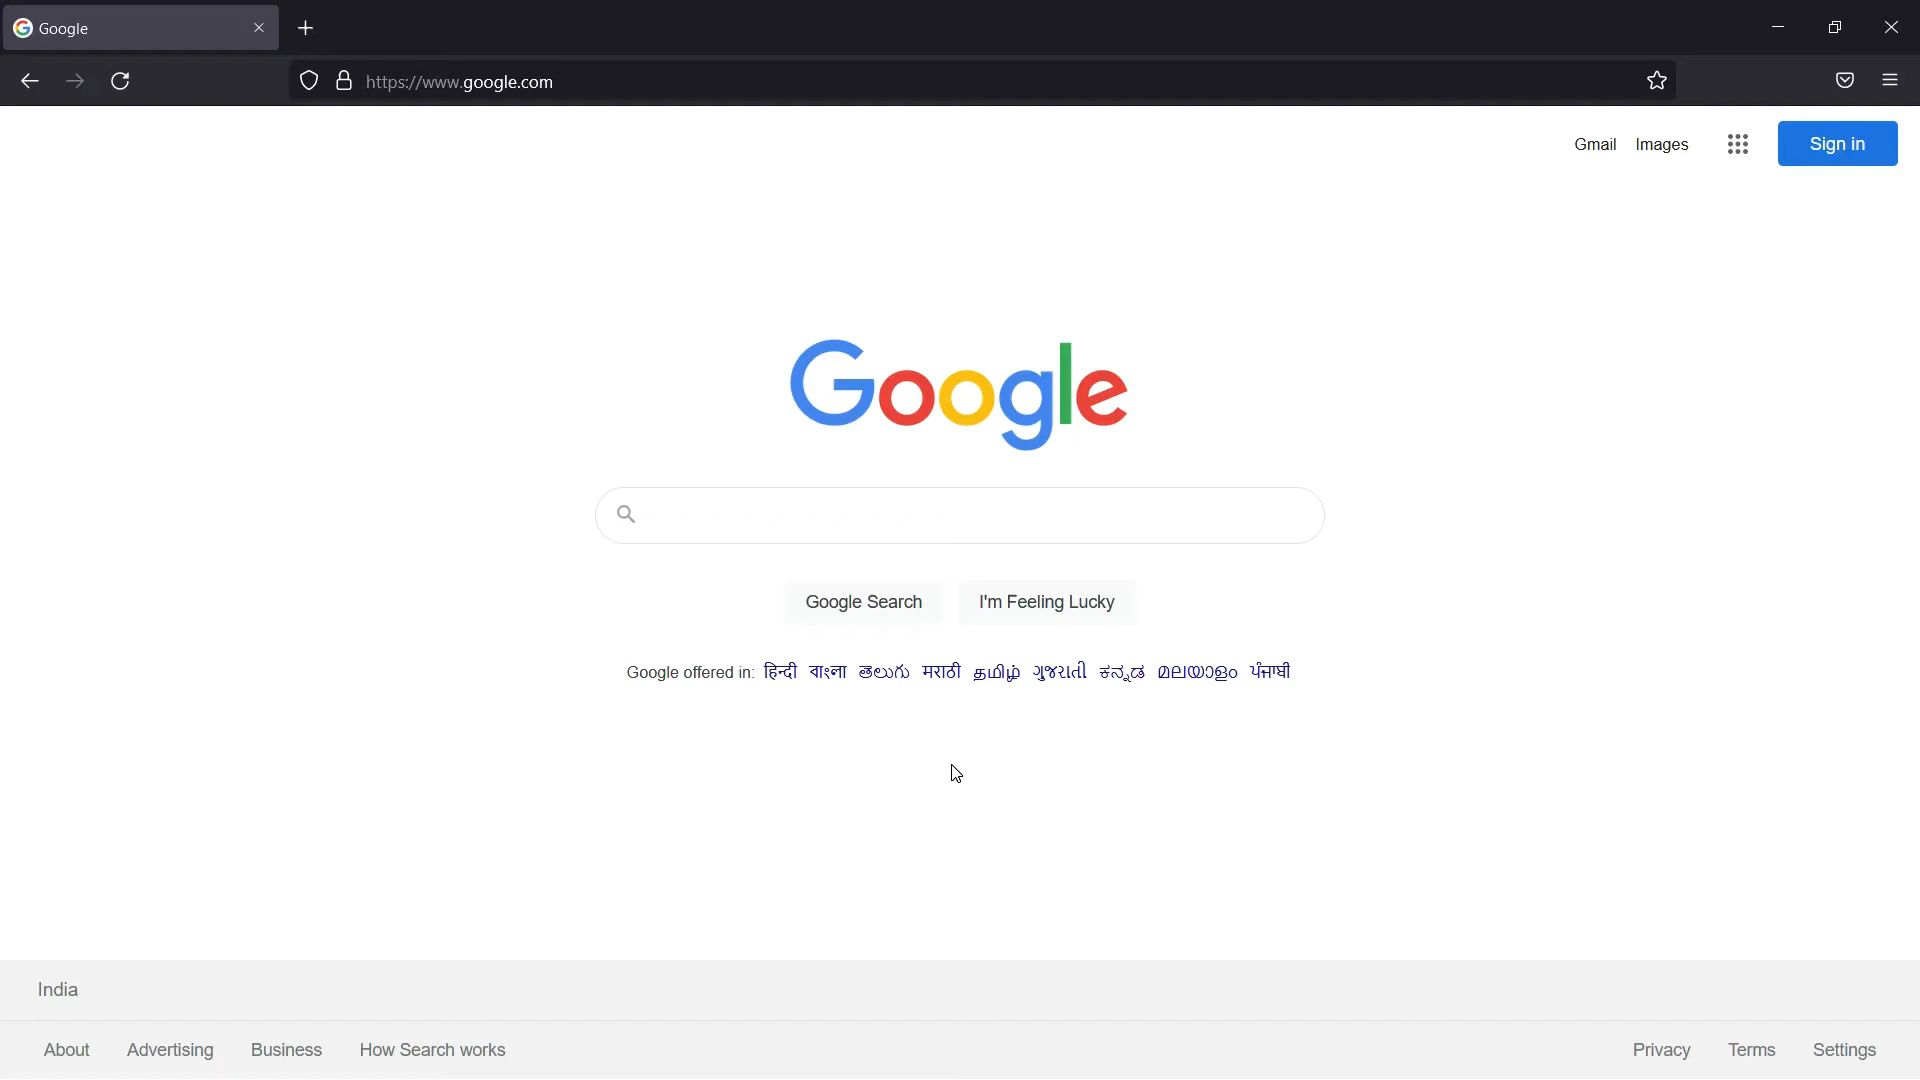 Google
https://www.google.com
Gmail Images Sign in
Google
Google Search I'm Feeling Lucky
Google offered in: हिन्दी বাংলা తెలుగు मराठी தமிழ் ગુજરાતી ಕನ್ನಡ മലയാളം ਪੰਜਾਬੀ
India
About Advertising Business How Search works Privacy Terms Settings